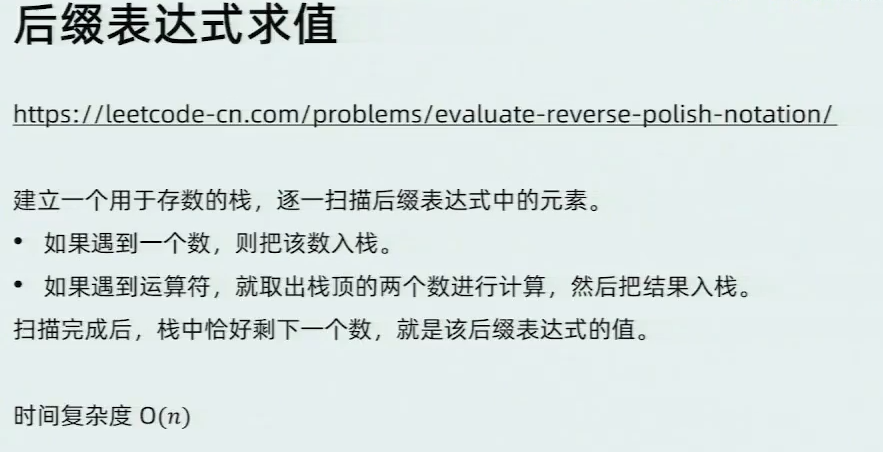 后缀表达式求值
https://leetcode-cn.com/problems/evaluate-reverse-polish-notation/
建立一个用于存数的栈，逐一扫描后缀表达式中的元素。
• 如果遇到一个数，则把该数入栈。
• 如果遇到运算符，就取出栈顶的两个数进行计算，然后把结果入栈。
扫描完成后，栈中恰好剩下一个数，就是该后缀表达式的值。
时间复杂度 O(n)